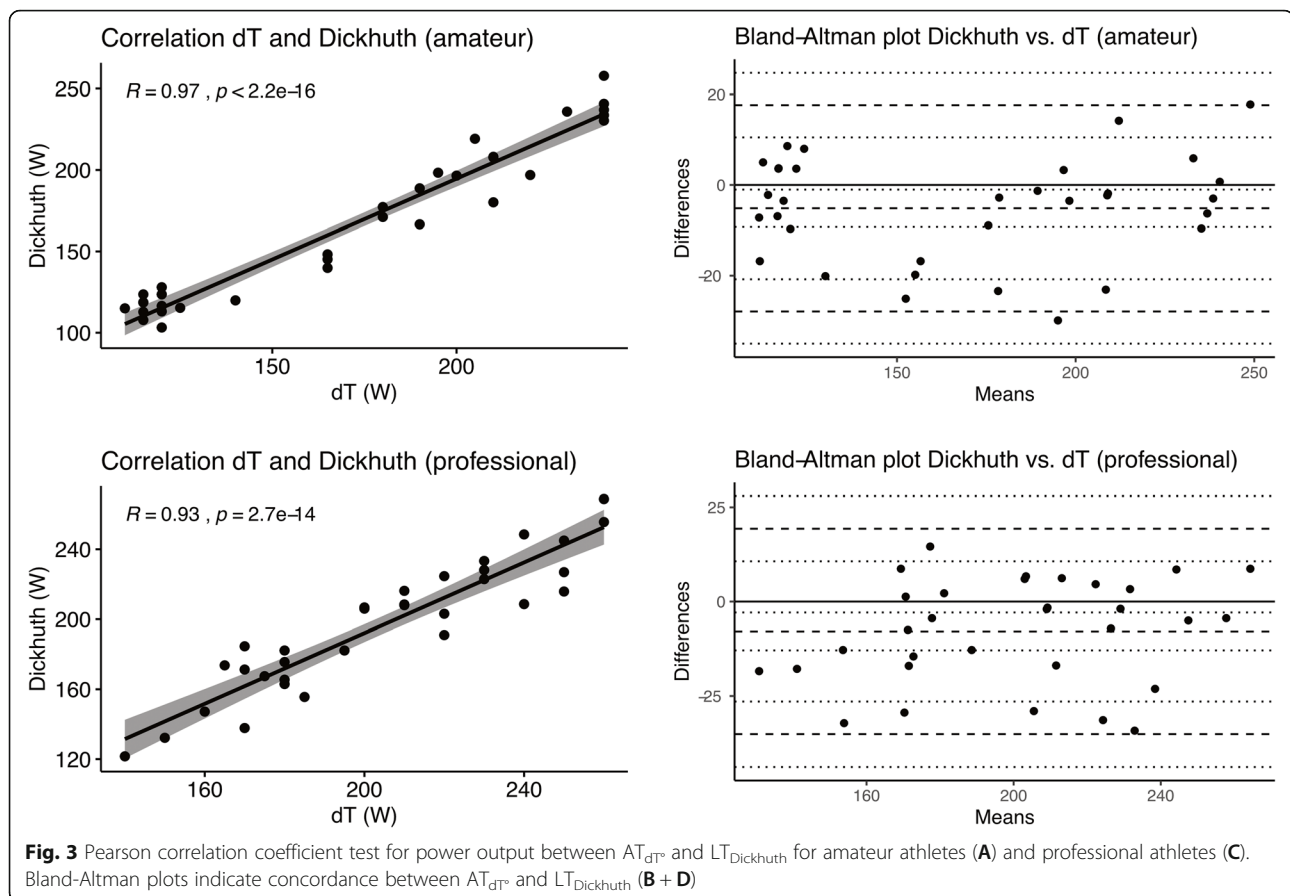 Correlation dT and Dickhuth (amateur)
R = 0.97 , p < 2.2e−16
250
200
150
100
Dickhuth (W)
150
200
dT (W)
Bland−Altman plot Dickhuth vs. dT (amateur)
20
0
−20
Differences
150
200
250
Means
Correlation dT and Dickhuth (professional)
R = 0.93 , p = 2.7e−14
240
200
160
120
Dickhuth (W)
160
200
240
dT (W)
Bland−Altman plot Dickhuth vs. dT (professional)
25
0
−25
Differences
160
200
240
Means
Fig. 3 Pearson correlation coefficient test for power output between AT_dT° and LT_Dickhuth for amateur athletes (A) and professional athletes (C).
Bland-Altman plots indicate concordance between AT_dT° and LT_Dickhuth (B + D)